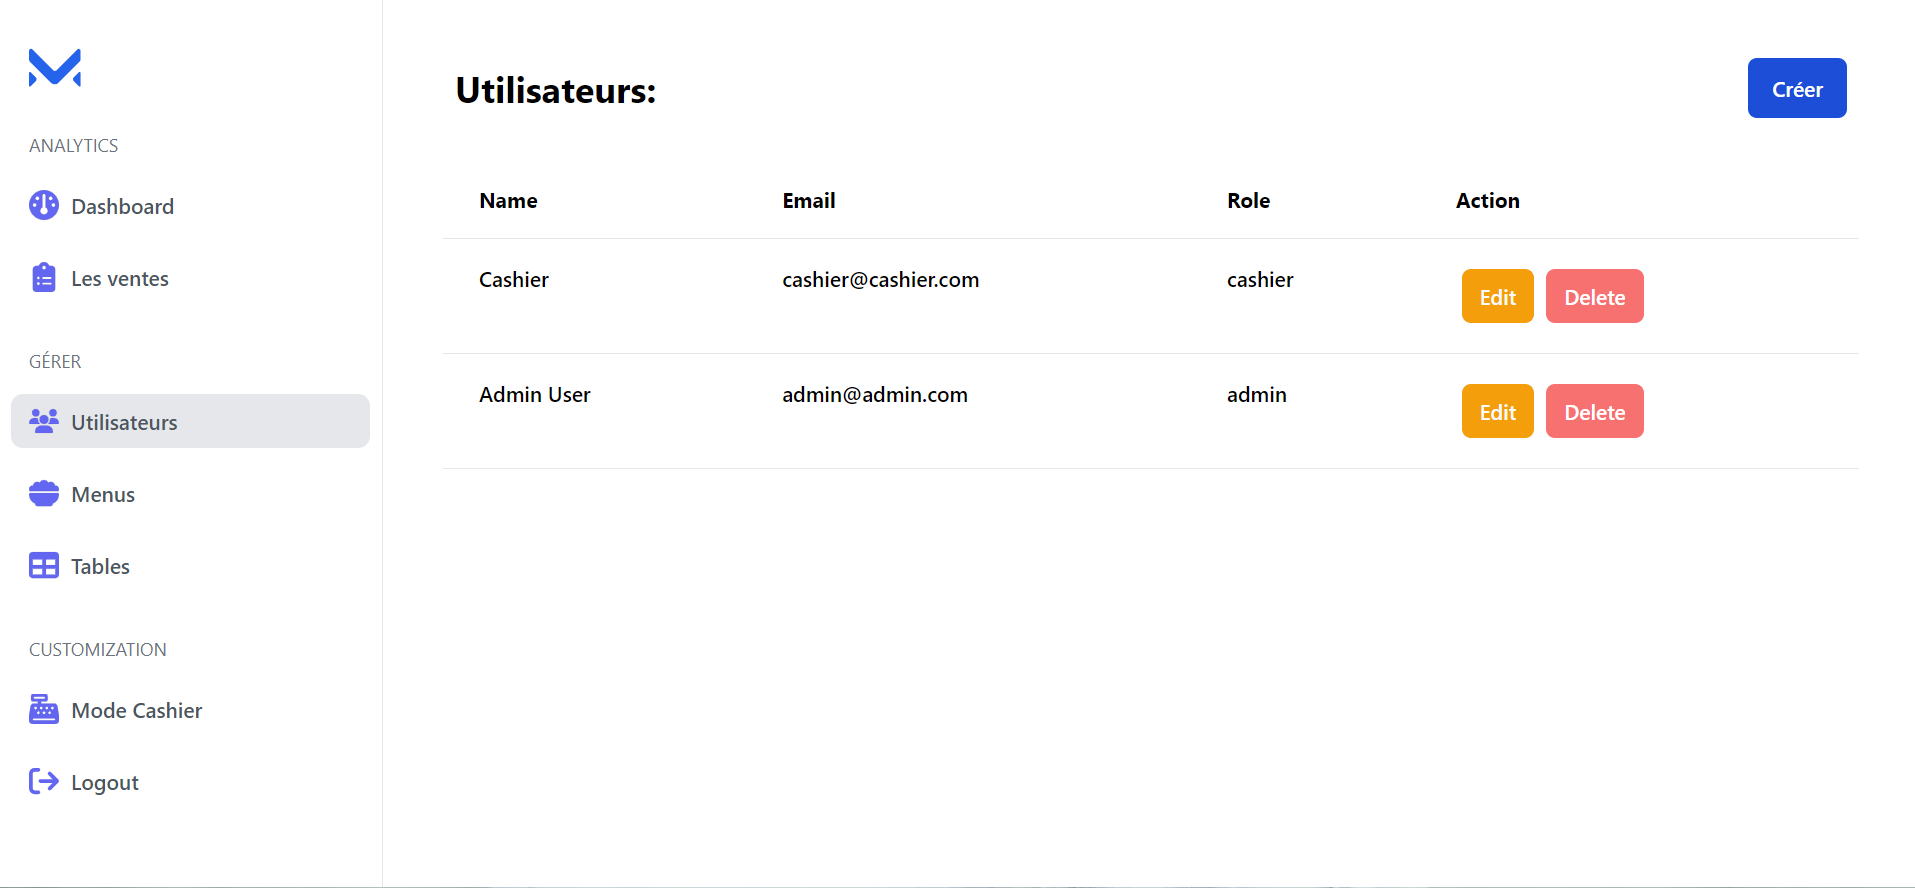 ANALYTICS
Dashboard
Les ventes
GÉRER
Utilisateurs
Menus
Tables
CUSTOMIZATION
Mode Cashier
Logout
Utilisateurs:
Créer
Name Email Role Action
Cashier cashier@cashier.com cashier Edit Delete
Admin User admin@admin.com admin Edit Delete